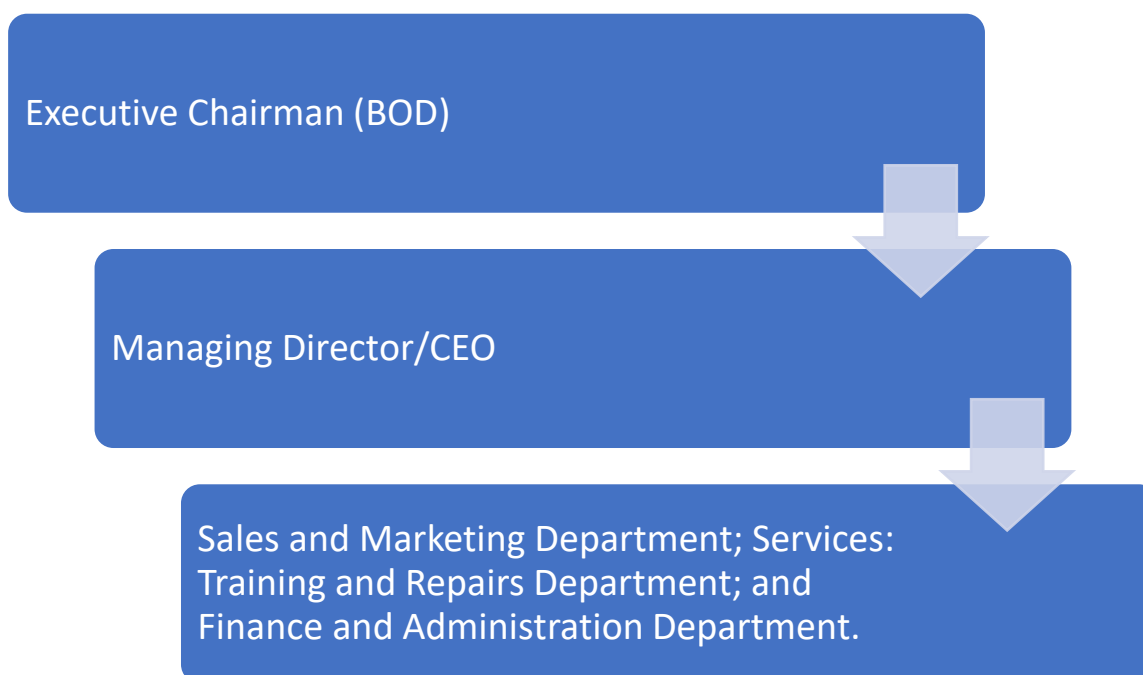 Executive Chairman (BOD)
Managing Director/CEO
Sales and Marketing Department; Services:
Training and Repairs Department; and
Finance and Administration Department.